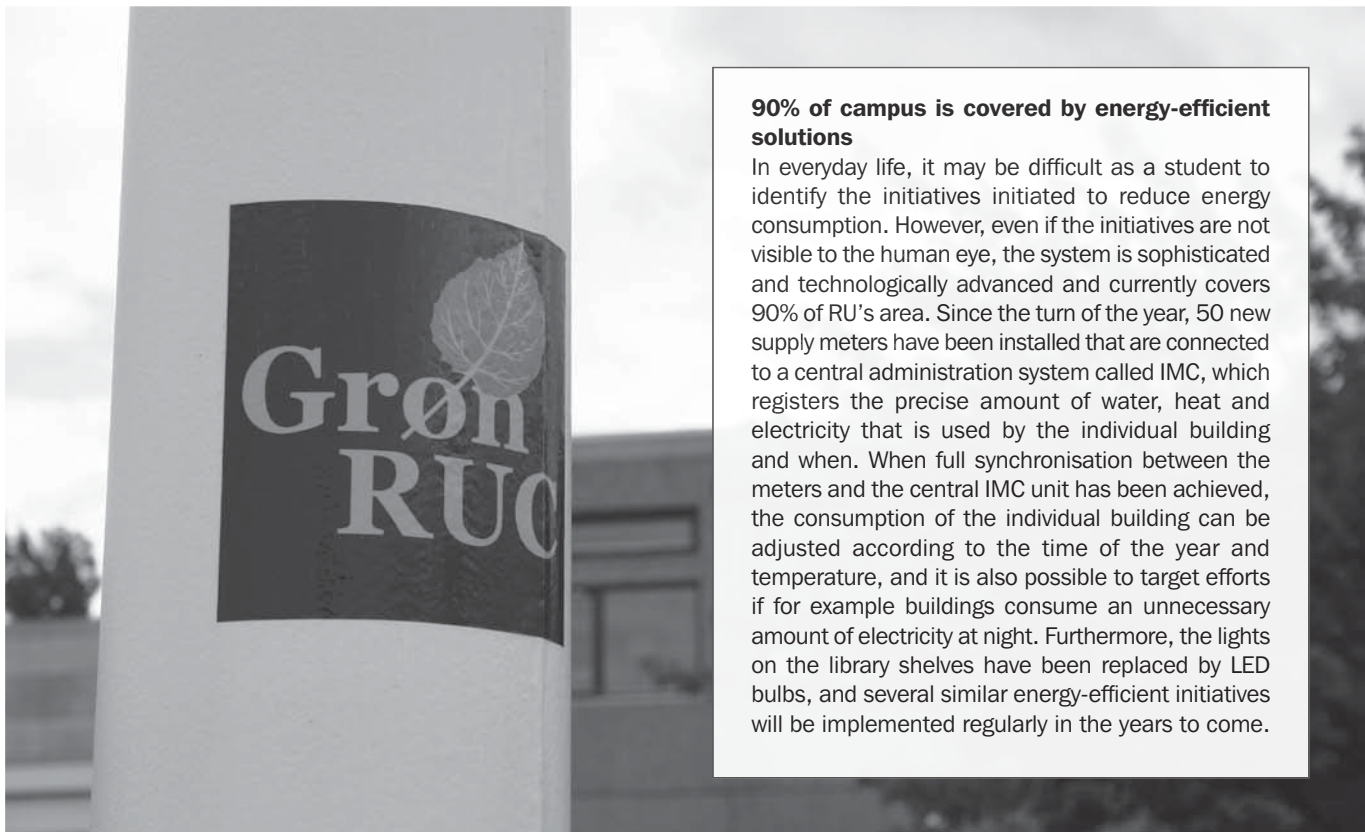 Grøn
RUC
90% of campus is covered by energy-efficient
solutions
In everyday life, it may be difficult as a student to
identify the initiatives initiated to reduce energy
consumption. However, even if the initiatives are not
visible to the human eye, the system is sophisticated
and technologically advanced and currently covers
90% of RU’s area. Since the turn of the year, 50 new
supply meters have been installed that are connected
to a central administration system called IMC, which
registers the precise amount of water, heat and
electricity that is used by the individual building
and when. When full synchronisation between the
meters and the central IMC unit has been achieved,
the consumption of the individual building can be
adjusted according to the time of the year and
temperature, and it is also possible to target efforts
if for example buildings consume an unnecessary
amount of electricity at night. Furthermore, the lights
on the library shelves have been replaced by LED
bulbs, and several similar energy-efficient initiatives
will be implemented regularly in the years to come.